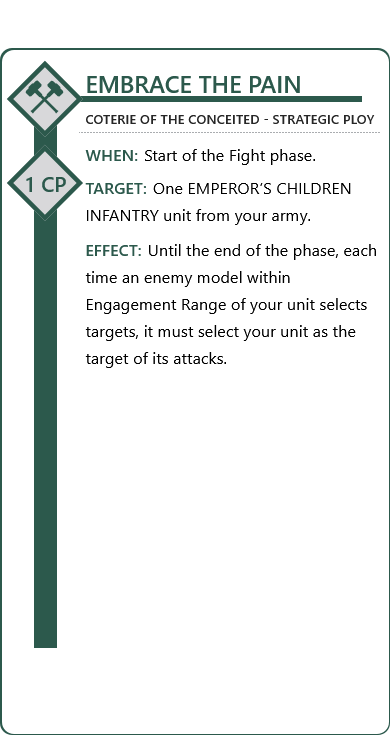 EMBRACE THE PAIN
COTERIE OF THE CONCEITED - STRATEGIC PLOY
1 CP
WHEN: Start of the Fight phase.
TARGET: One EMPEROR’S CHILDREN
INFANTRY unit from your army.
EFFECT: Until the end of the phase, each
time an enemy model within
Engagement Range of your unit selects
targets, it must select your unit as the
target of its attacks.